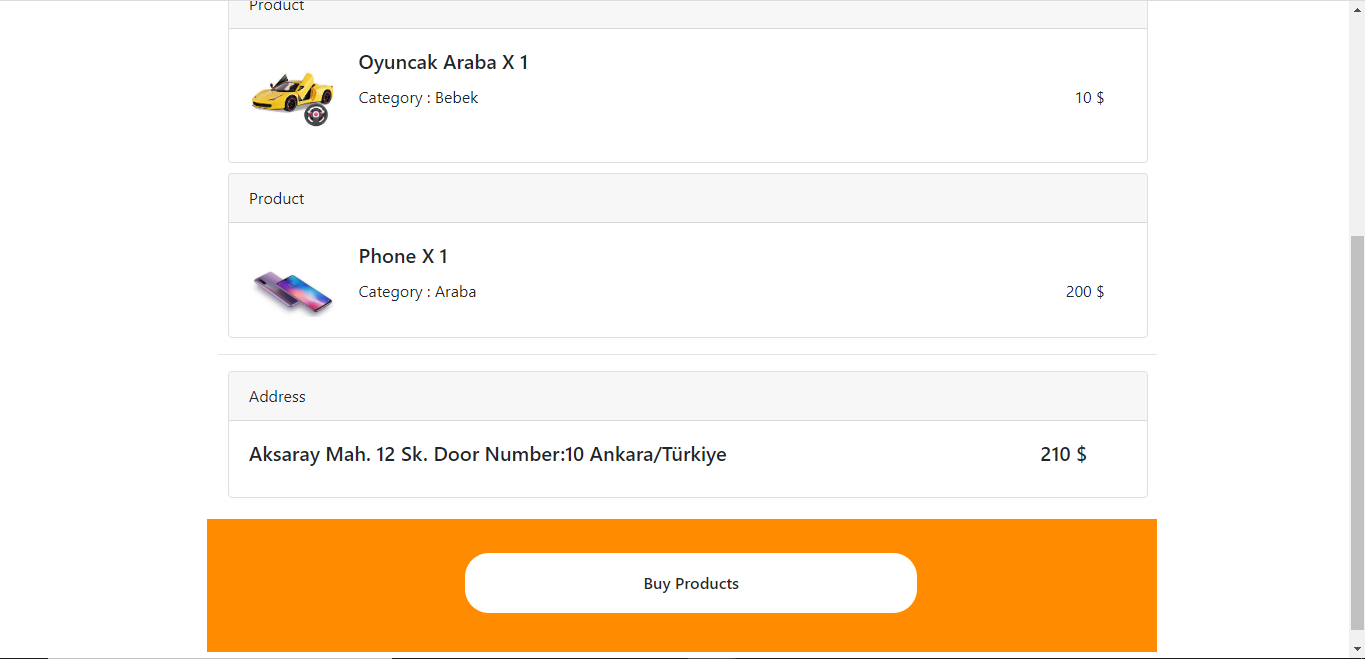 Product
Oyuncak Araba X 1
Category : Bebek
10 $
Product
Phone X 1
Category : Araba
200 $
Address
Aksaray Mah. 12 Sk. Door Number:10 Ankara/Türkiye
210 $
Buy Products